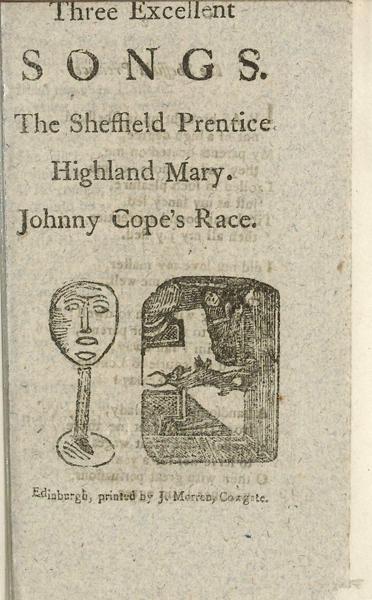 Three Excellent
SONGS.
The Sheffield Prentice.
Highland Mary.
Johnny Cope's Race.
Edinburgh, printed by J. Morren, Cowgate.